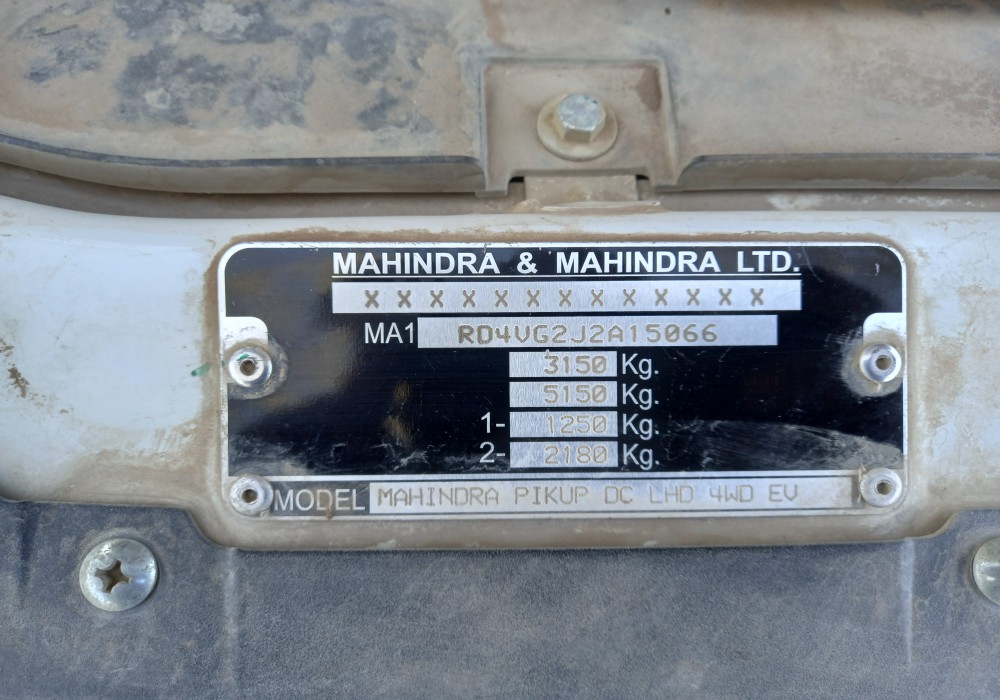 MAHINDRA & MAHINDRA LTD.
X X X X X X X X X X X X X
MA1 RD4VG2J2A15066
3150 Kg.
5150 Kg.
1- 1250 Kg.
2- 2180 Kg.
MODEL MAHINDRA PIKUP DC LHD 4WD EV